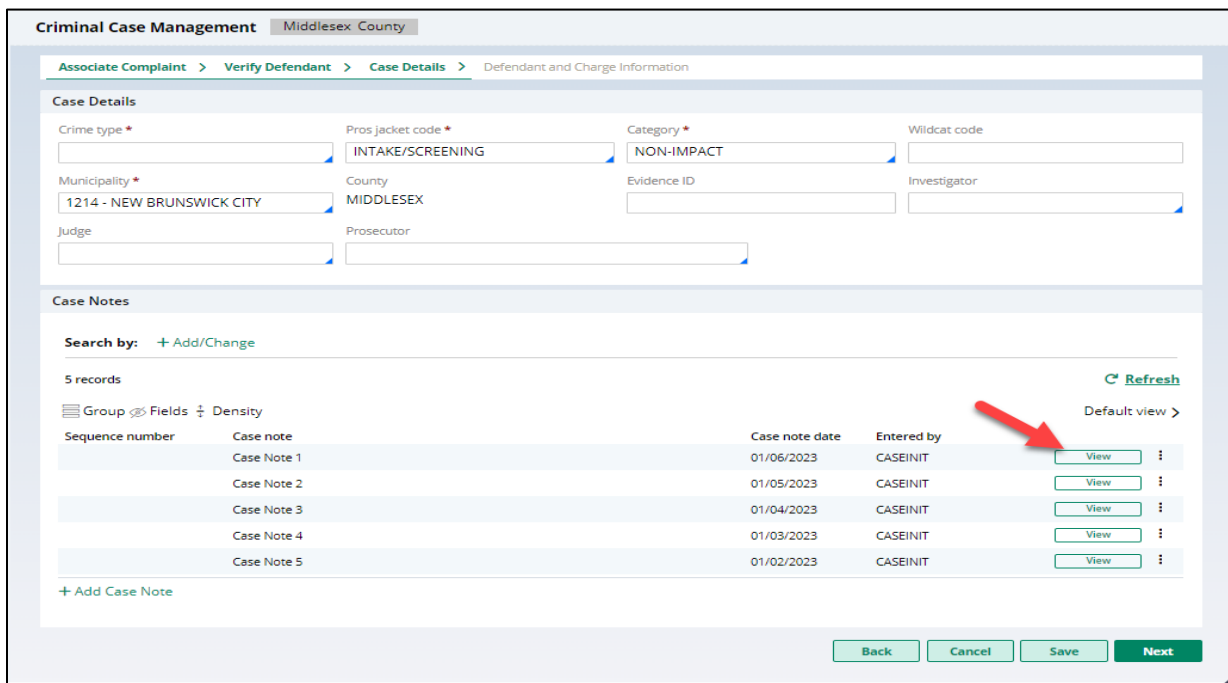 Criminal Case Management Middlesex County
Associate Complaint > Verify Defendant > Case Details > Defendant and Charge Information
Case Details
Crime type * Pros jacket code * Category * Wildcat code
INTAKE/SCREENING NON-IMPACT
Municipality * County Evidence ID Investigator
1214 - NEW BRUNSWICK CITY MIDDLESEX
Judge Prosecutor
Case Notes
Search by: + Add/Change
5 records Refresh
Group Fields Density Default view >
Sequence number Case note Case note date Entered by
Case Note 1 01/06/2023 CASEINIT View
Case Note 2 01/05/2023 CASEINIT View
Case Note 3 01/04/2023 CASEINIT View
Case Note 4 01/03/2023 CASEINIT View
Case Note 5 01/02/2023 CASEINIT View
+ Add Case Note
Back Cancel Save Next